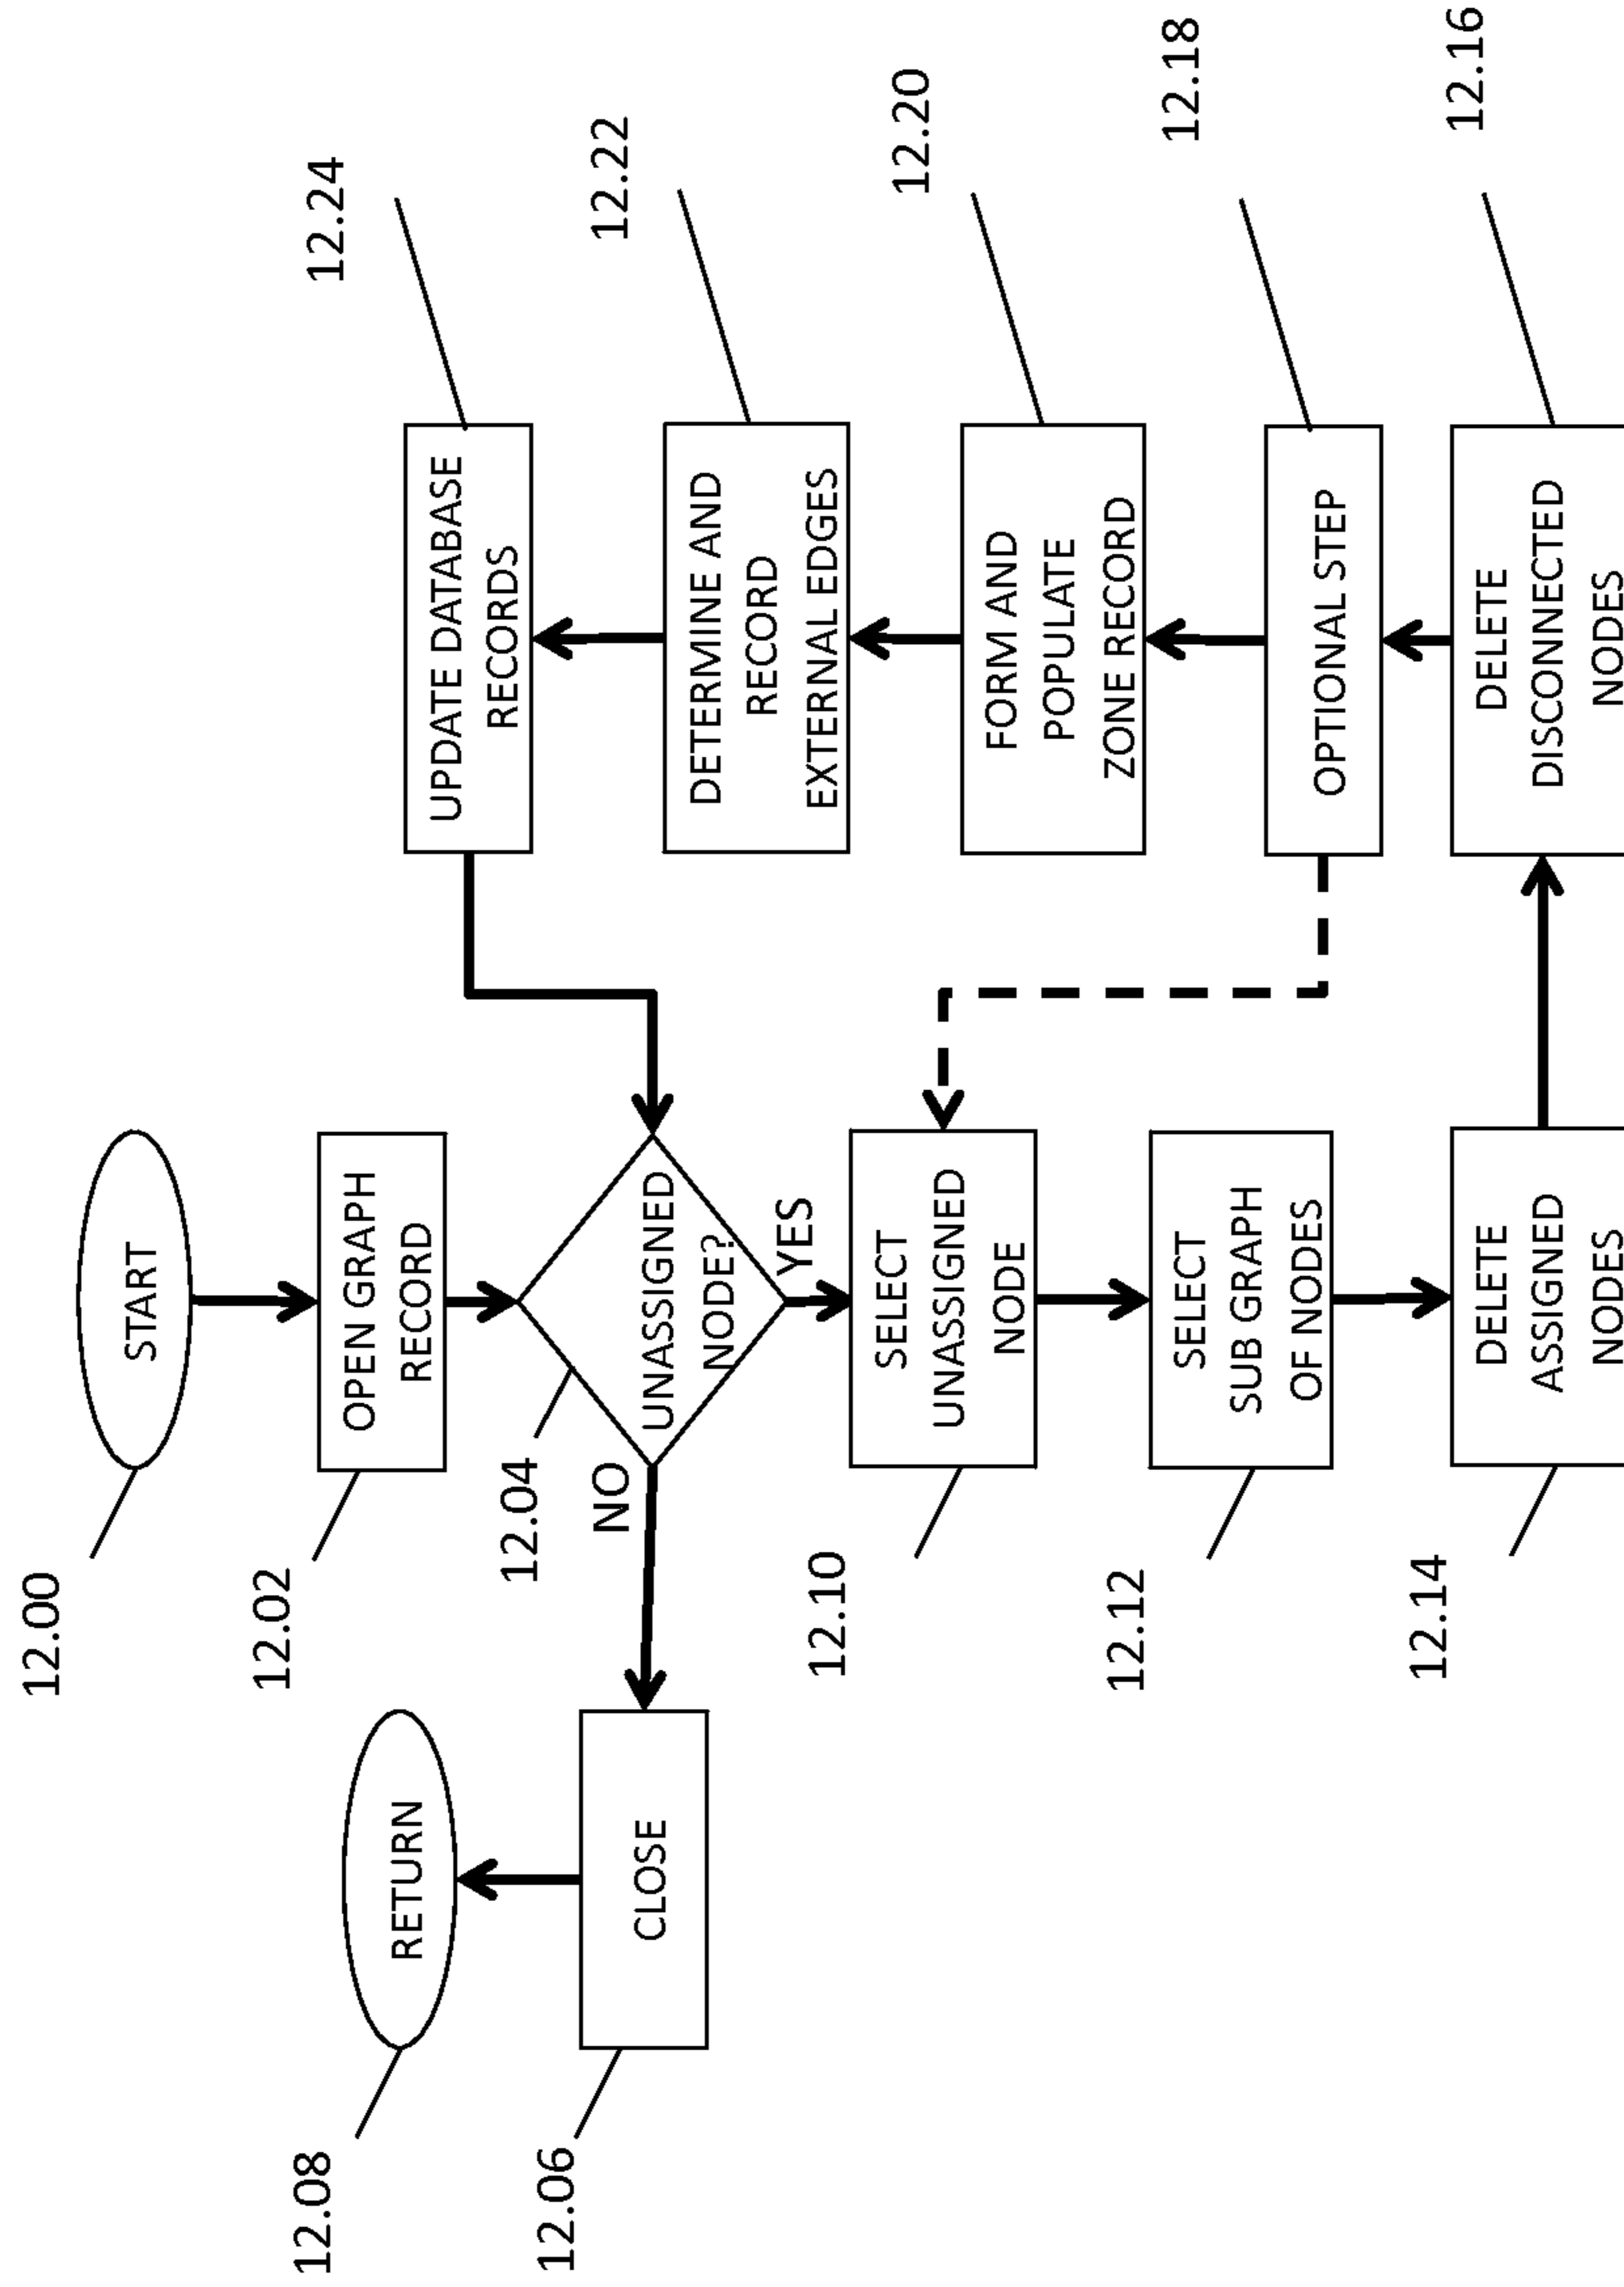 12.00
START
12.02
OPEN GRAPH
RECORD
12.04
UNASSIGNED
NODE?
NO
YES
12.06
CLOSE
12.08
RETURN
12.10
SELECT
UNASSIGNED
NODE
12.12
SELECT
SUB GRAPH
OF NODES
12.14
DELETE
ASSIGNED
NODES
12.16
DELETE
DISCONNECTED
NODES
12.18
OPTIONAL STEP
12.20
FORM AND
POPULATE
ZONE RECORD
12.22
DETERMINE AND
RECORD
EXTERNAL EDGES
12.24
UPDATE DATABASE
RECORDS